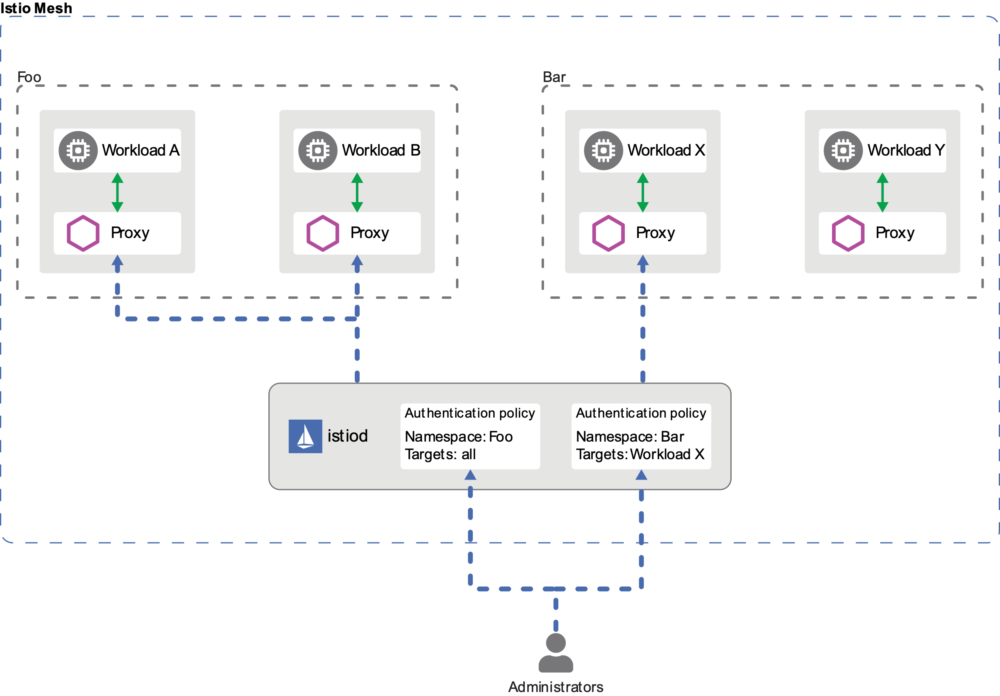 Istio Mesh
Foo
Bar
Workload A
Workload B
Workload X
Workload Y
Proxy
Proxy
Proxy
Proxy
istiod
Authentication policy
Namespace: Foo
Targets: all
Authentication policy
Namespace: Bar
Targets: Workload X
Administrators